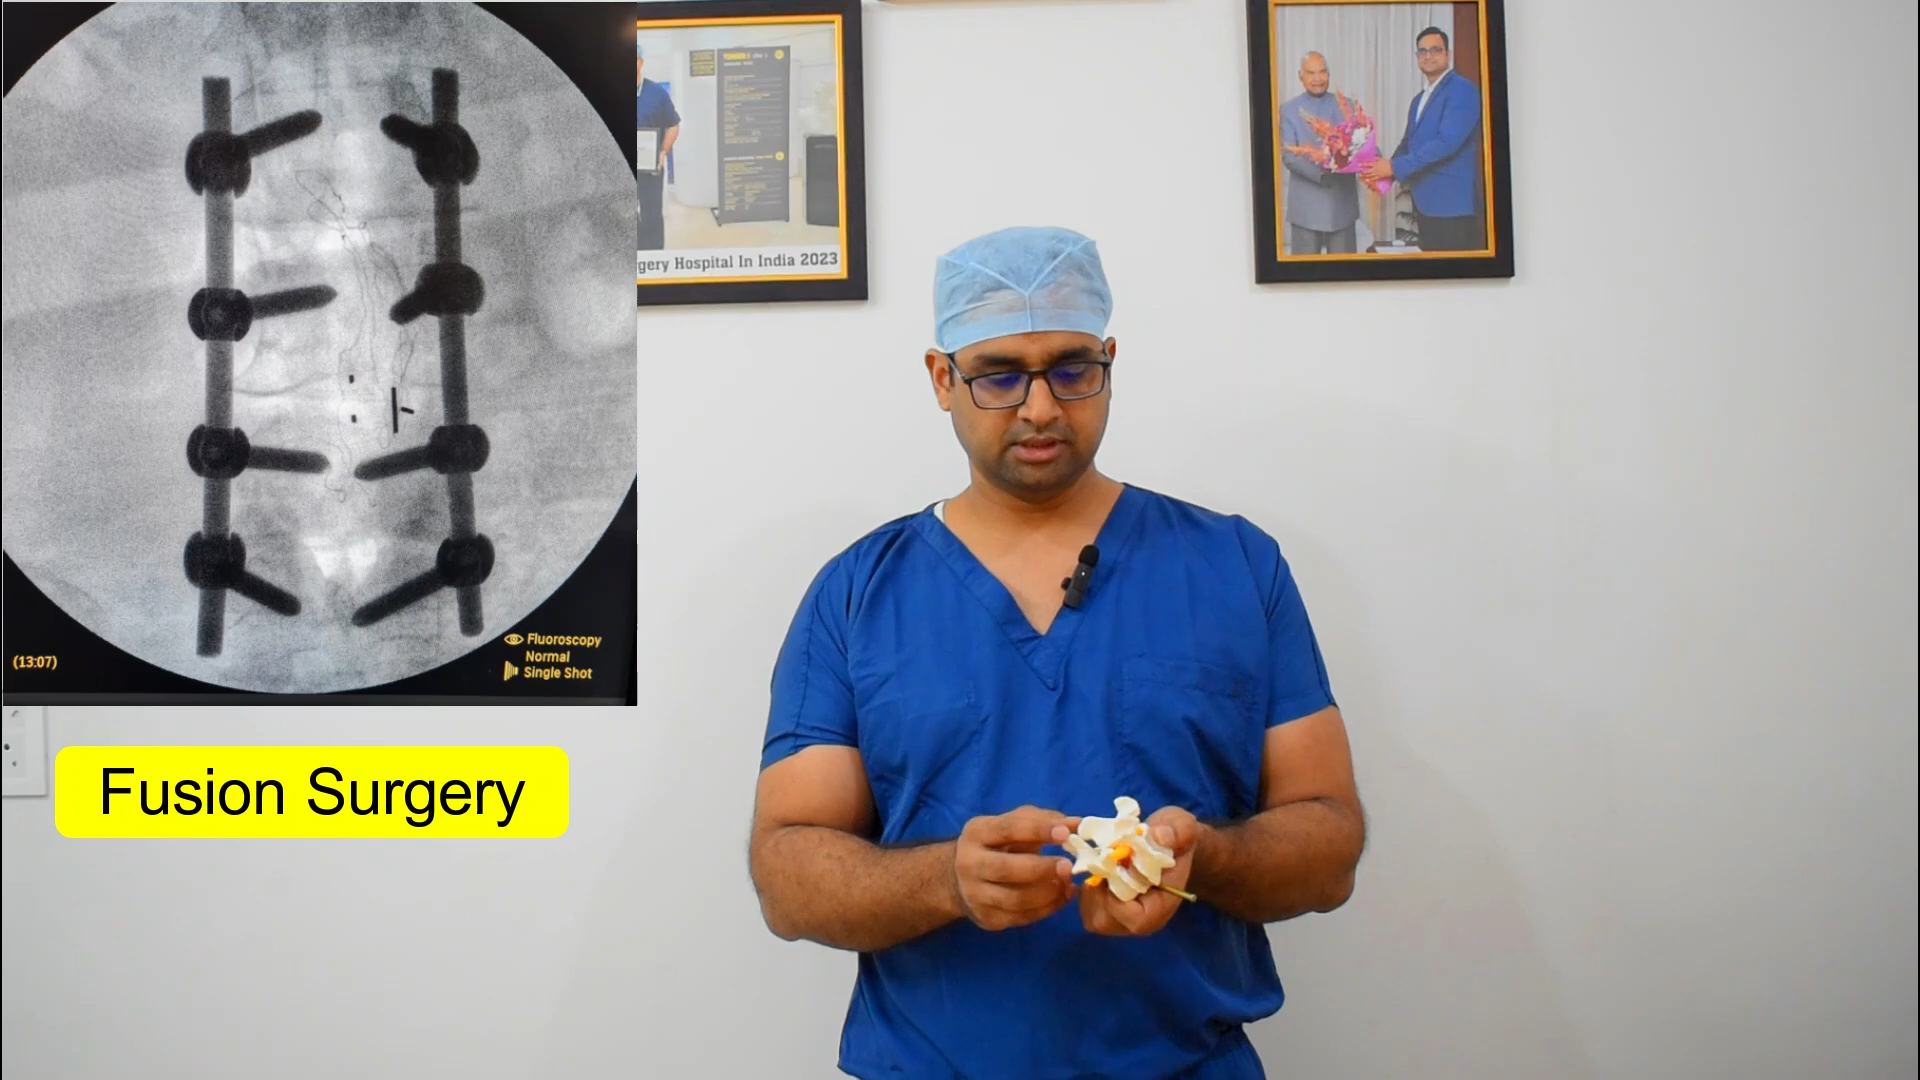 gery Hospital In India 2023
(13:07)
Fluoroscopy
Normal
Single Shot
Fusion Surgery